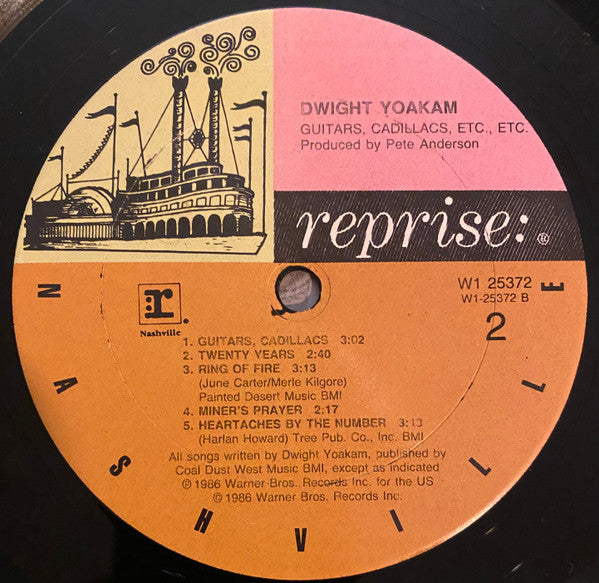 DWIGHT YOAKAM
GUITARS, CADILLACS, ETC., ETC.
Produced by Pete Anderson
reprise: ®
W1 25372
W1-25372 B
2
r.
Nashville
1. GUITARS, CADILLACS 3:02
2. TWENTY YEARS 2:40
3. RING OF FIRE 3:13
(June Carter/Merle Kilgore)
Painted Desert Music BMI
4. MINER'S PRAYER 2:17
5. HEARTACHES BY THE NUMBER 3:13
(Harlan Howard) Tree Pub. Co., Inc. BMI
All songs written by Dwight Yoakam, published by
Coal Dust West Music BMI, except as indicated
℗ 1986 Warner Bros. Records Inc. for the US
© 1986 Warner Bros. Records Inc.
NASHVILLE